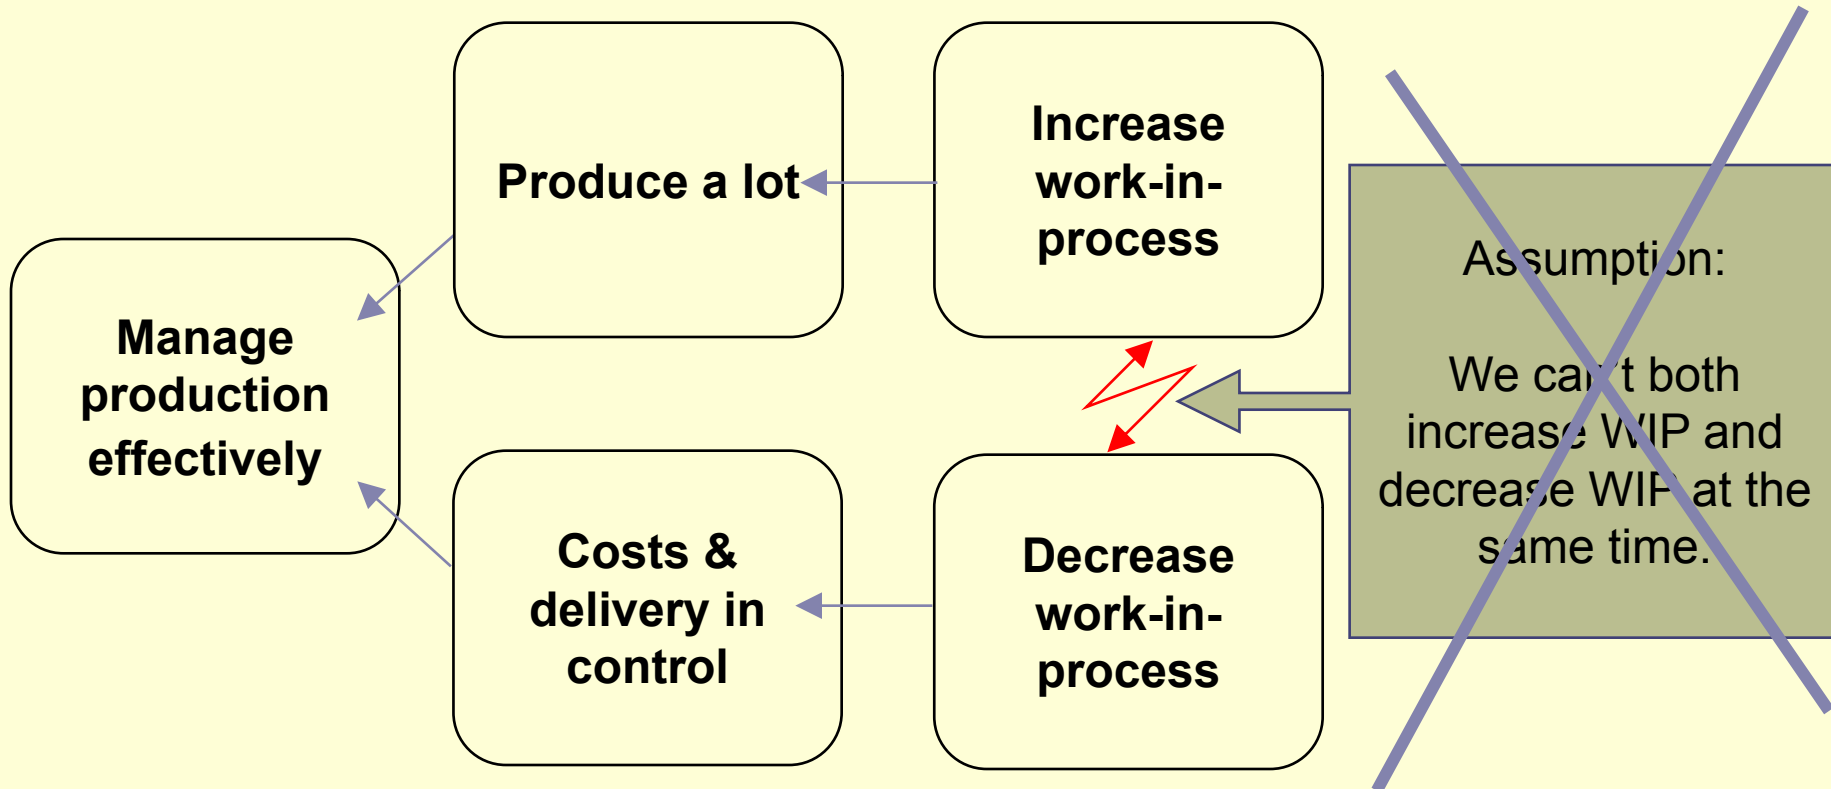 Manage
production
effectively
Produce a lot
Increase
work-in-
process
Costs &
delivery in
control
Decrease
work-in-
process
Assumption:
We can't both
increase WIP and
decrease WIP at the
same time.